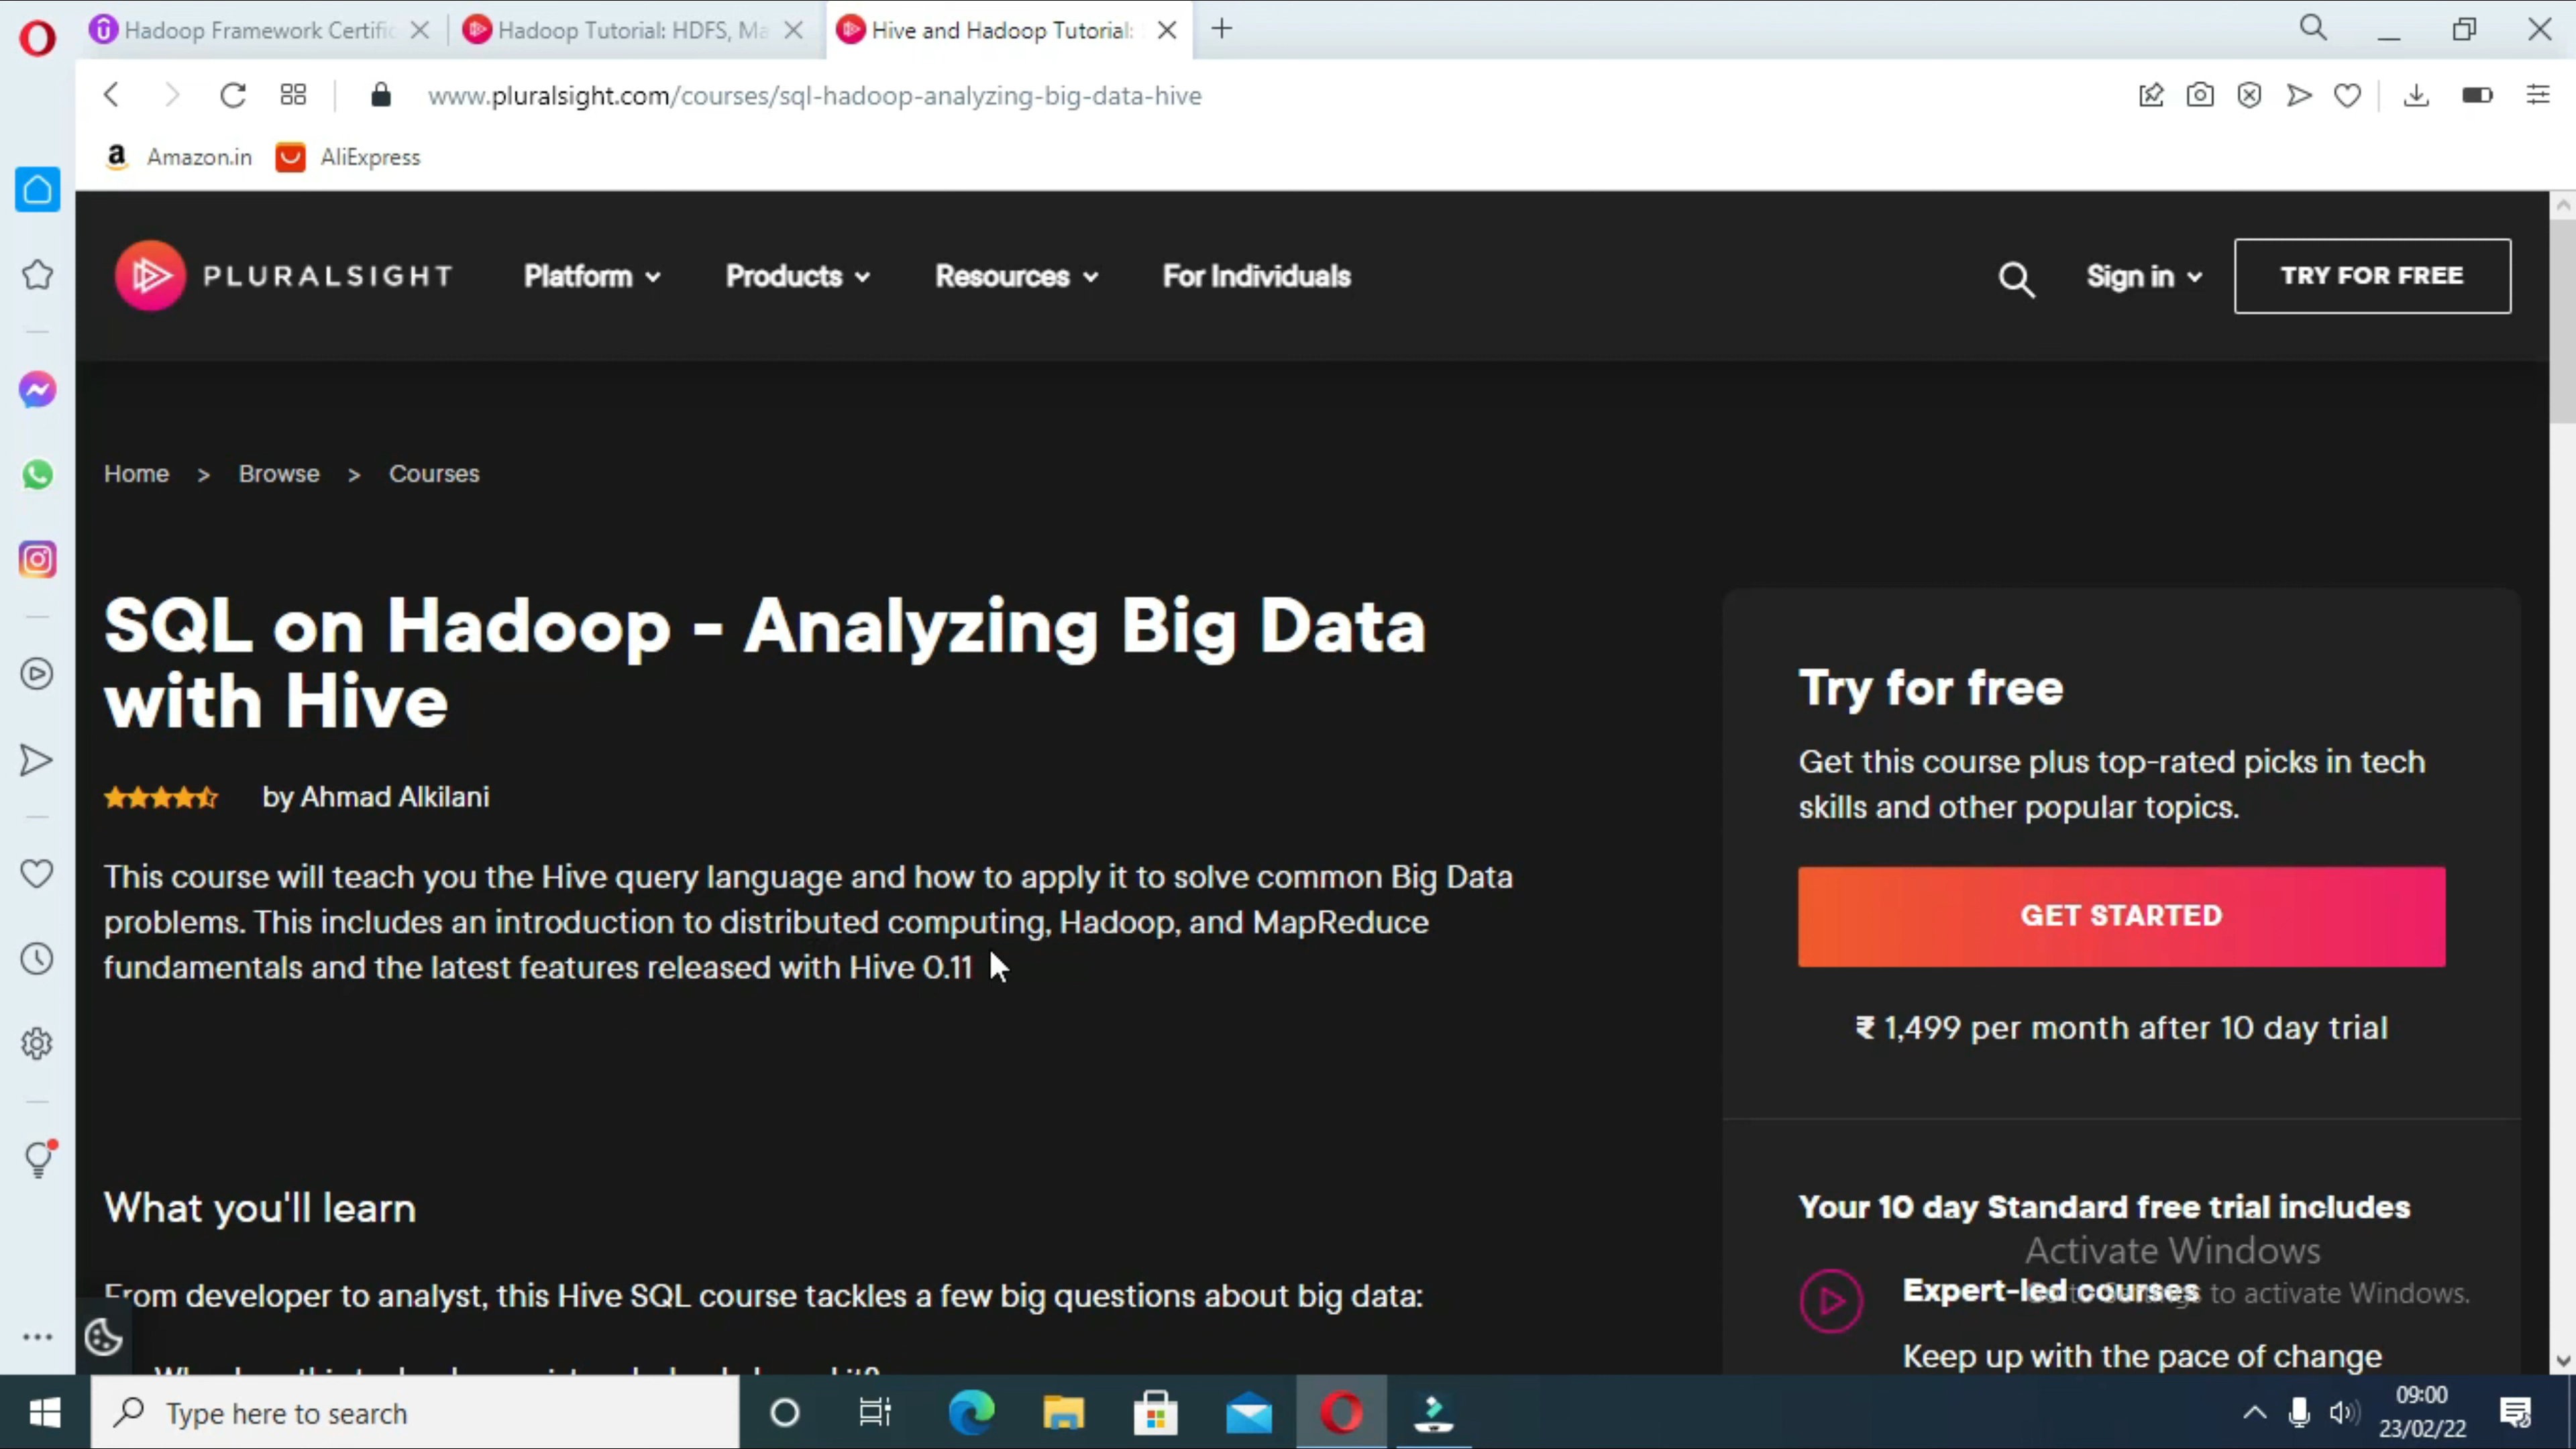 Hadoop Framework Certific
Hadoop Tutorial: HDFS, Ma
Hive and Hadoop Tutorial:
www.pluralsight.com/courses/sql-hadoop-analyzing-big-data-hive
Amazon.in
AliExpress
PLURALSIGHT
Platform
Products
Resources
For Individuals
Sign in
TRY FOR FREE
Home > Browse > Courses
SQL on Hadoop - Analyzing Big Data
with Hive
by Ahmad Alkilani
This course will teach you the Hive query language and how to apply it to solve common Big Data
problems. This includes an introduction to distributed computing, Hadoop, and MapReduce
fundamentals and the latest features released with Hive 0.11
What you'll learn
From developer to analyst, this Hive SQL course tackles a few big questions about big data:
Try for free
Get this course plus top-rated picks in tech
skills and other popular topics.
GET STARTED
₹ 1,499 per month after 10 day trial
Your 10 day Standard free trial includes
Activate Windows
Expert-led courses
Go to Settings to activate Windows.
Keep up with the pace of change
Type here to search
09:00
23/02/22